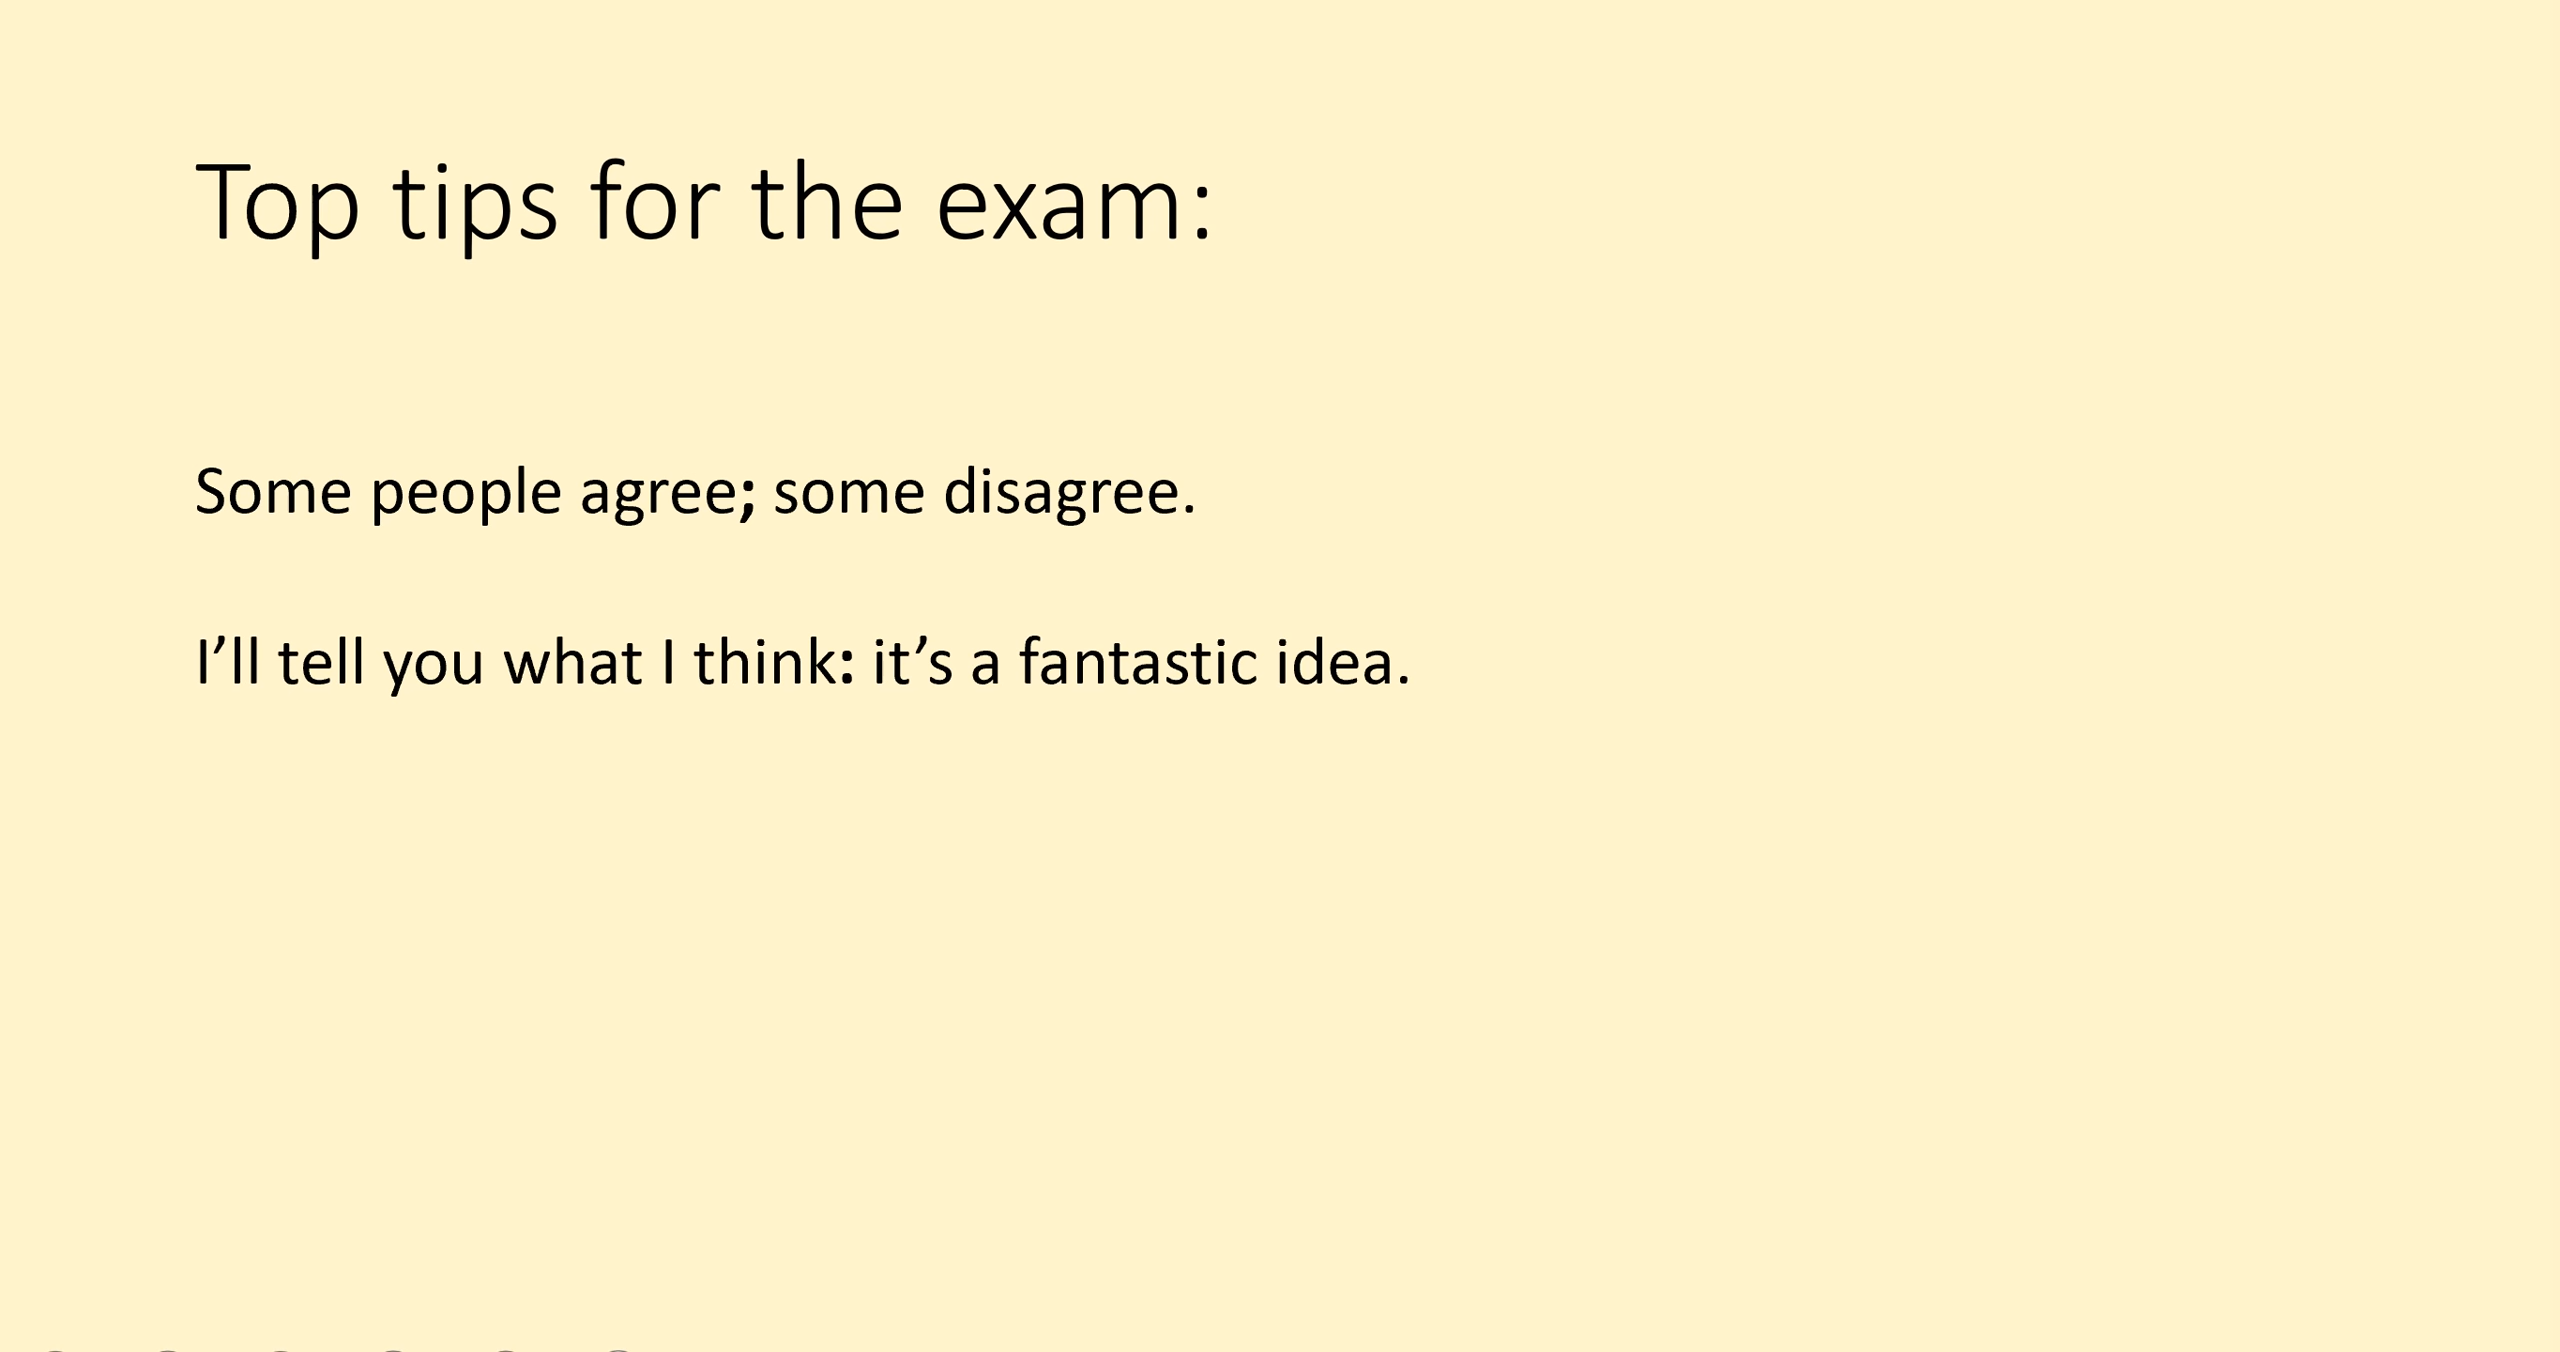 Top tips for the exam:
Some people agree; some disagree.
I’ll tell you what I think: it’s a fantastic idea.